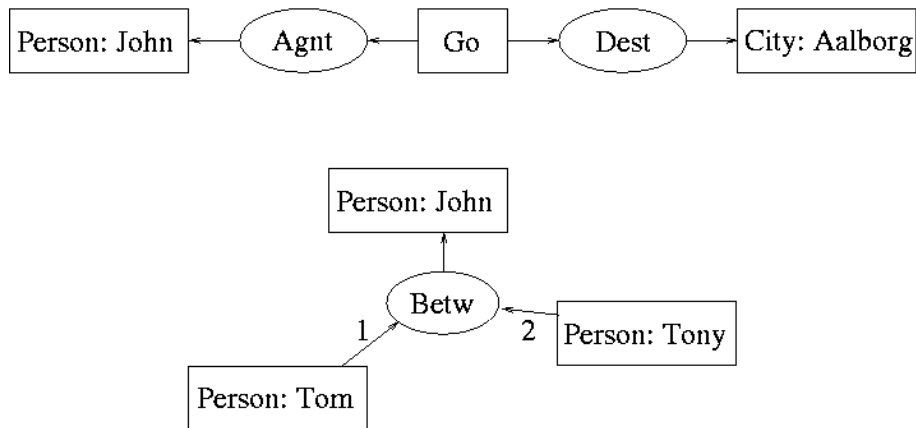 Person: John
Agnt
Go
Dest
City: Aalborg
Person: John
Betw
1
2
Person: Tony
Person: Tom